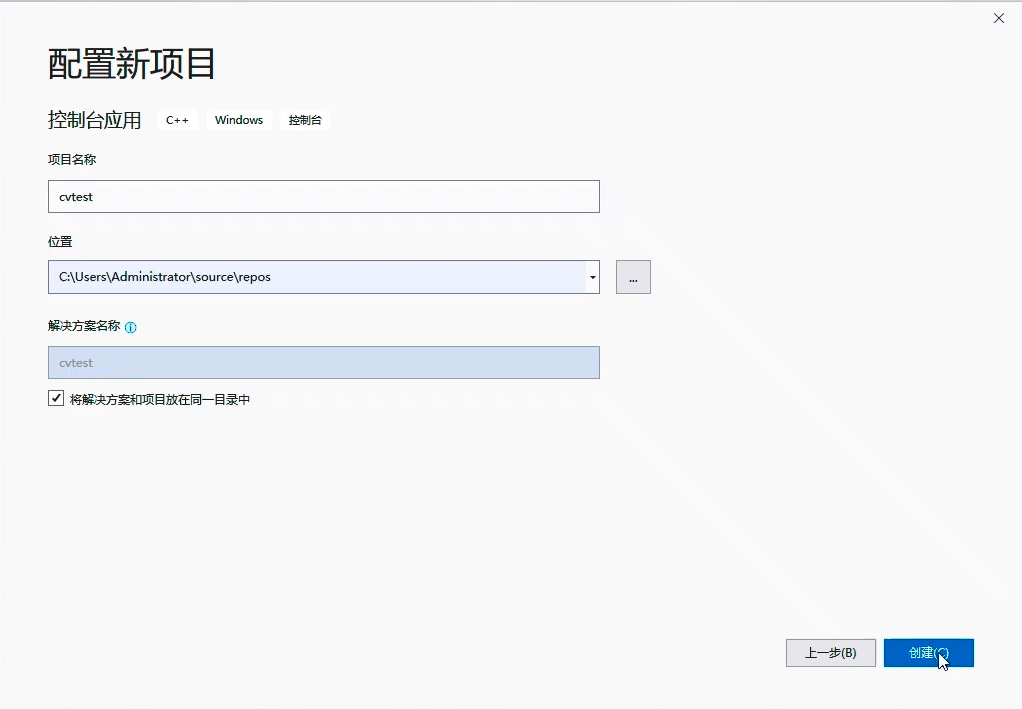 配置新项目
控制台应用 C++ Windows 控制台
项目名称
cvtest
位置
C:\Users\Administrator\source\repos
...
解决方案名称
cvtest
将解决方案和项目放在同一目录中
上一步(B) 创建(C)